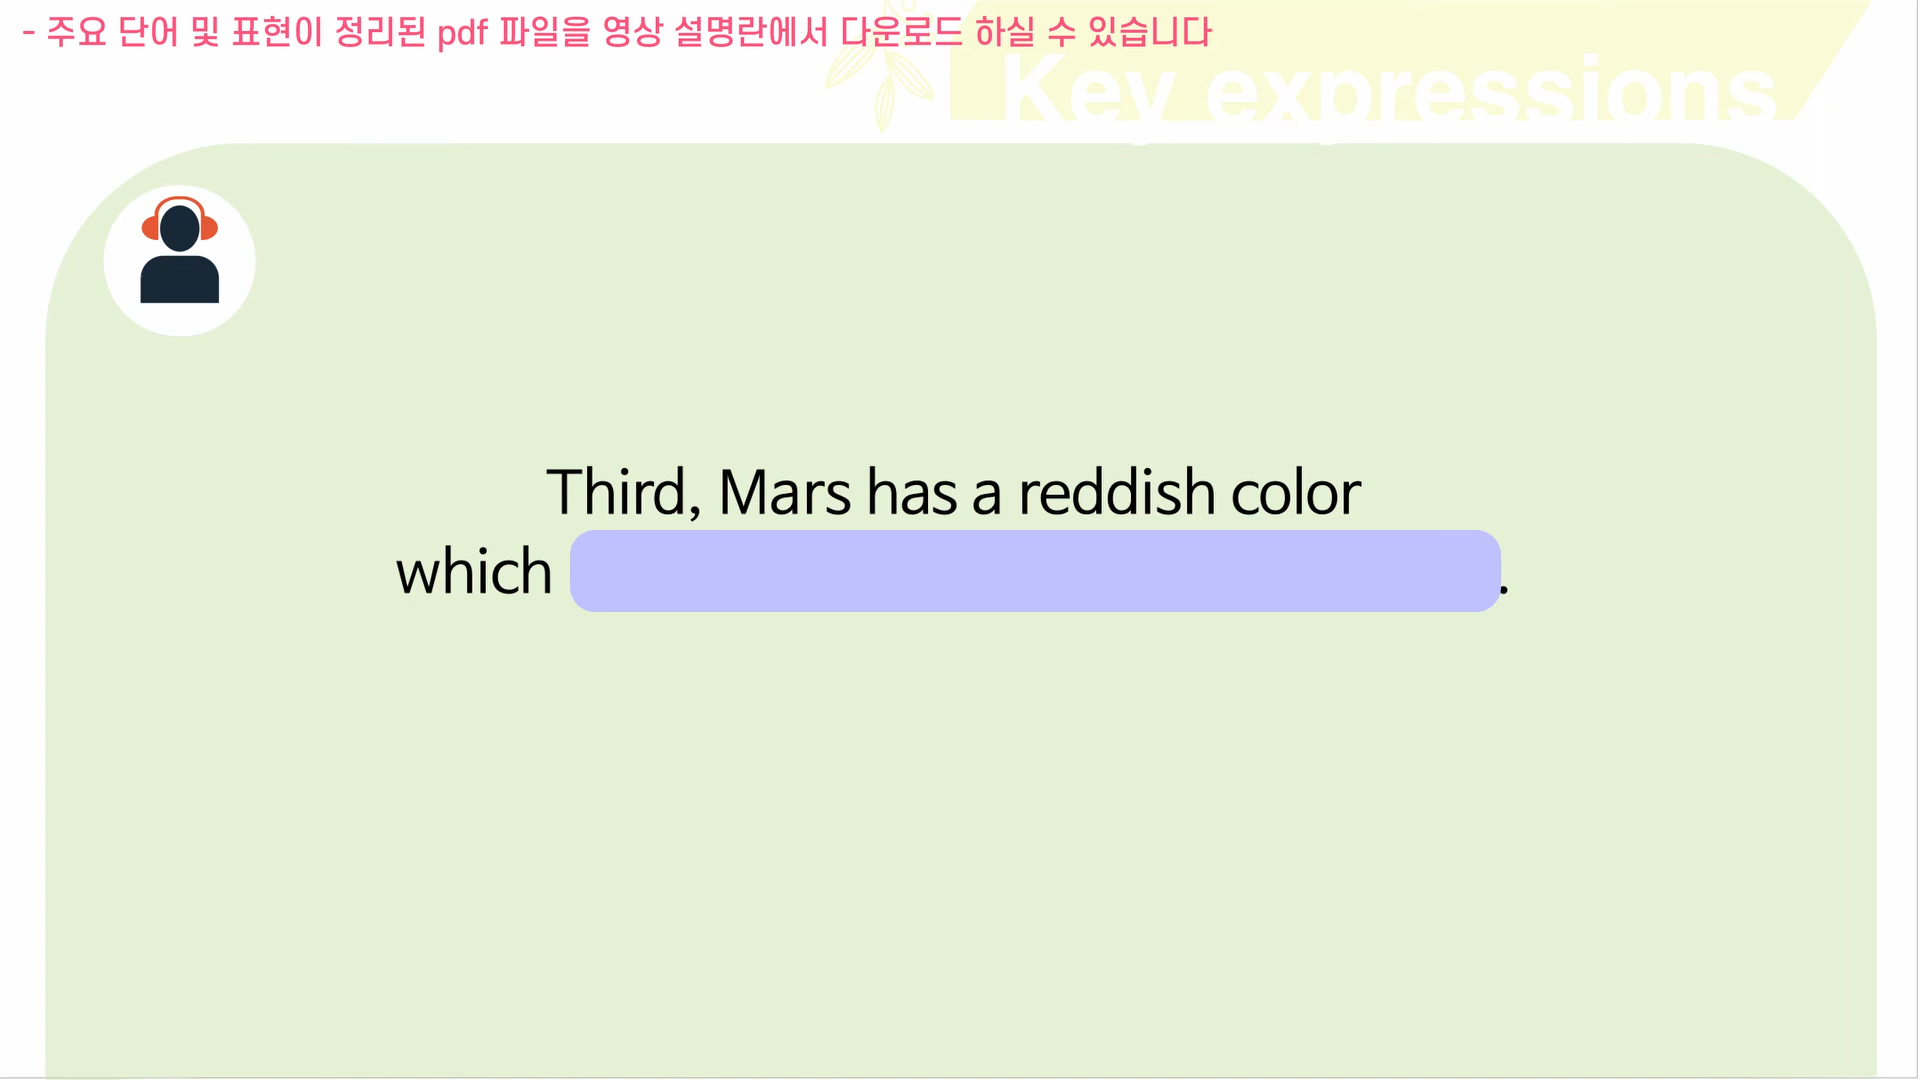 - 주요 단어 및 표현이 정리된 pdf 파일을 영상 설명란에서 다운로드 하실 수 있습니다
Key expressions
Third, Mars has a reddish color
which .